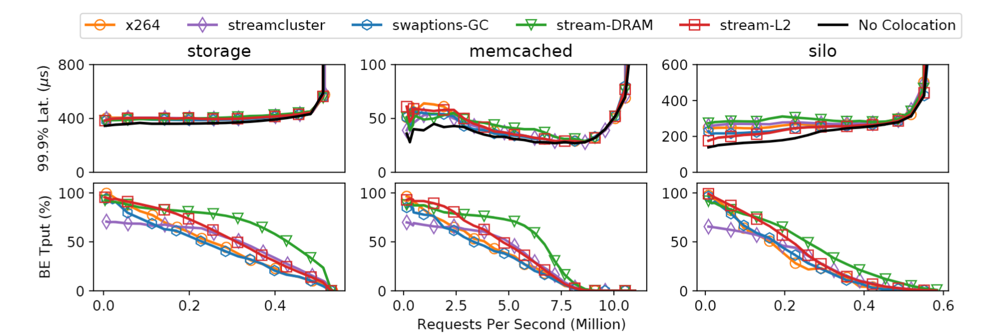 x264 streamcluster swaptions-GC stream-DRAM stream-L2 No Colocation
storage memcached silo
99.9% Lat. (μs)
800
400
0
100
50
0
600
400
200
0
BE Tput (%)
100
50
0
100
50
0
100
50
0
0.0 0.2 0.4
0.0 2.5 5.0 7.5 10.0
0.0 0.2 0.4 0.6
Requests Per Second (Million)